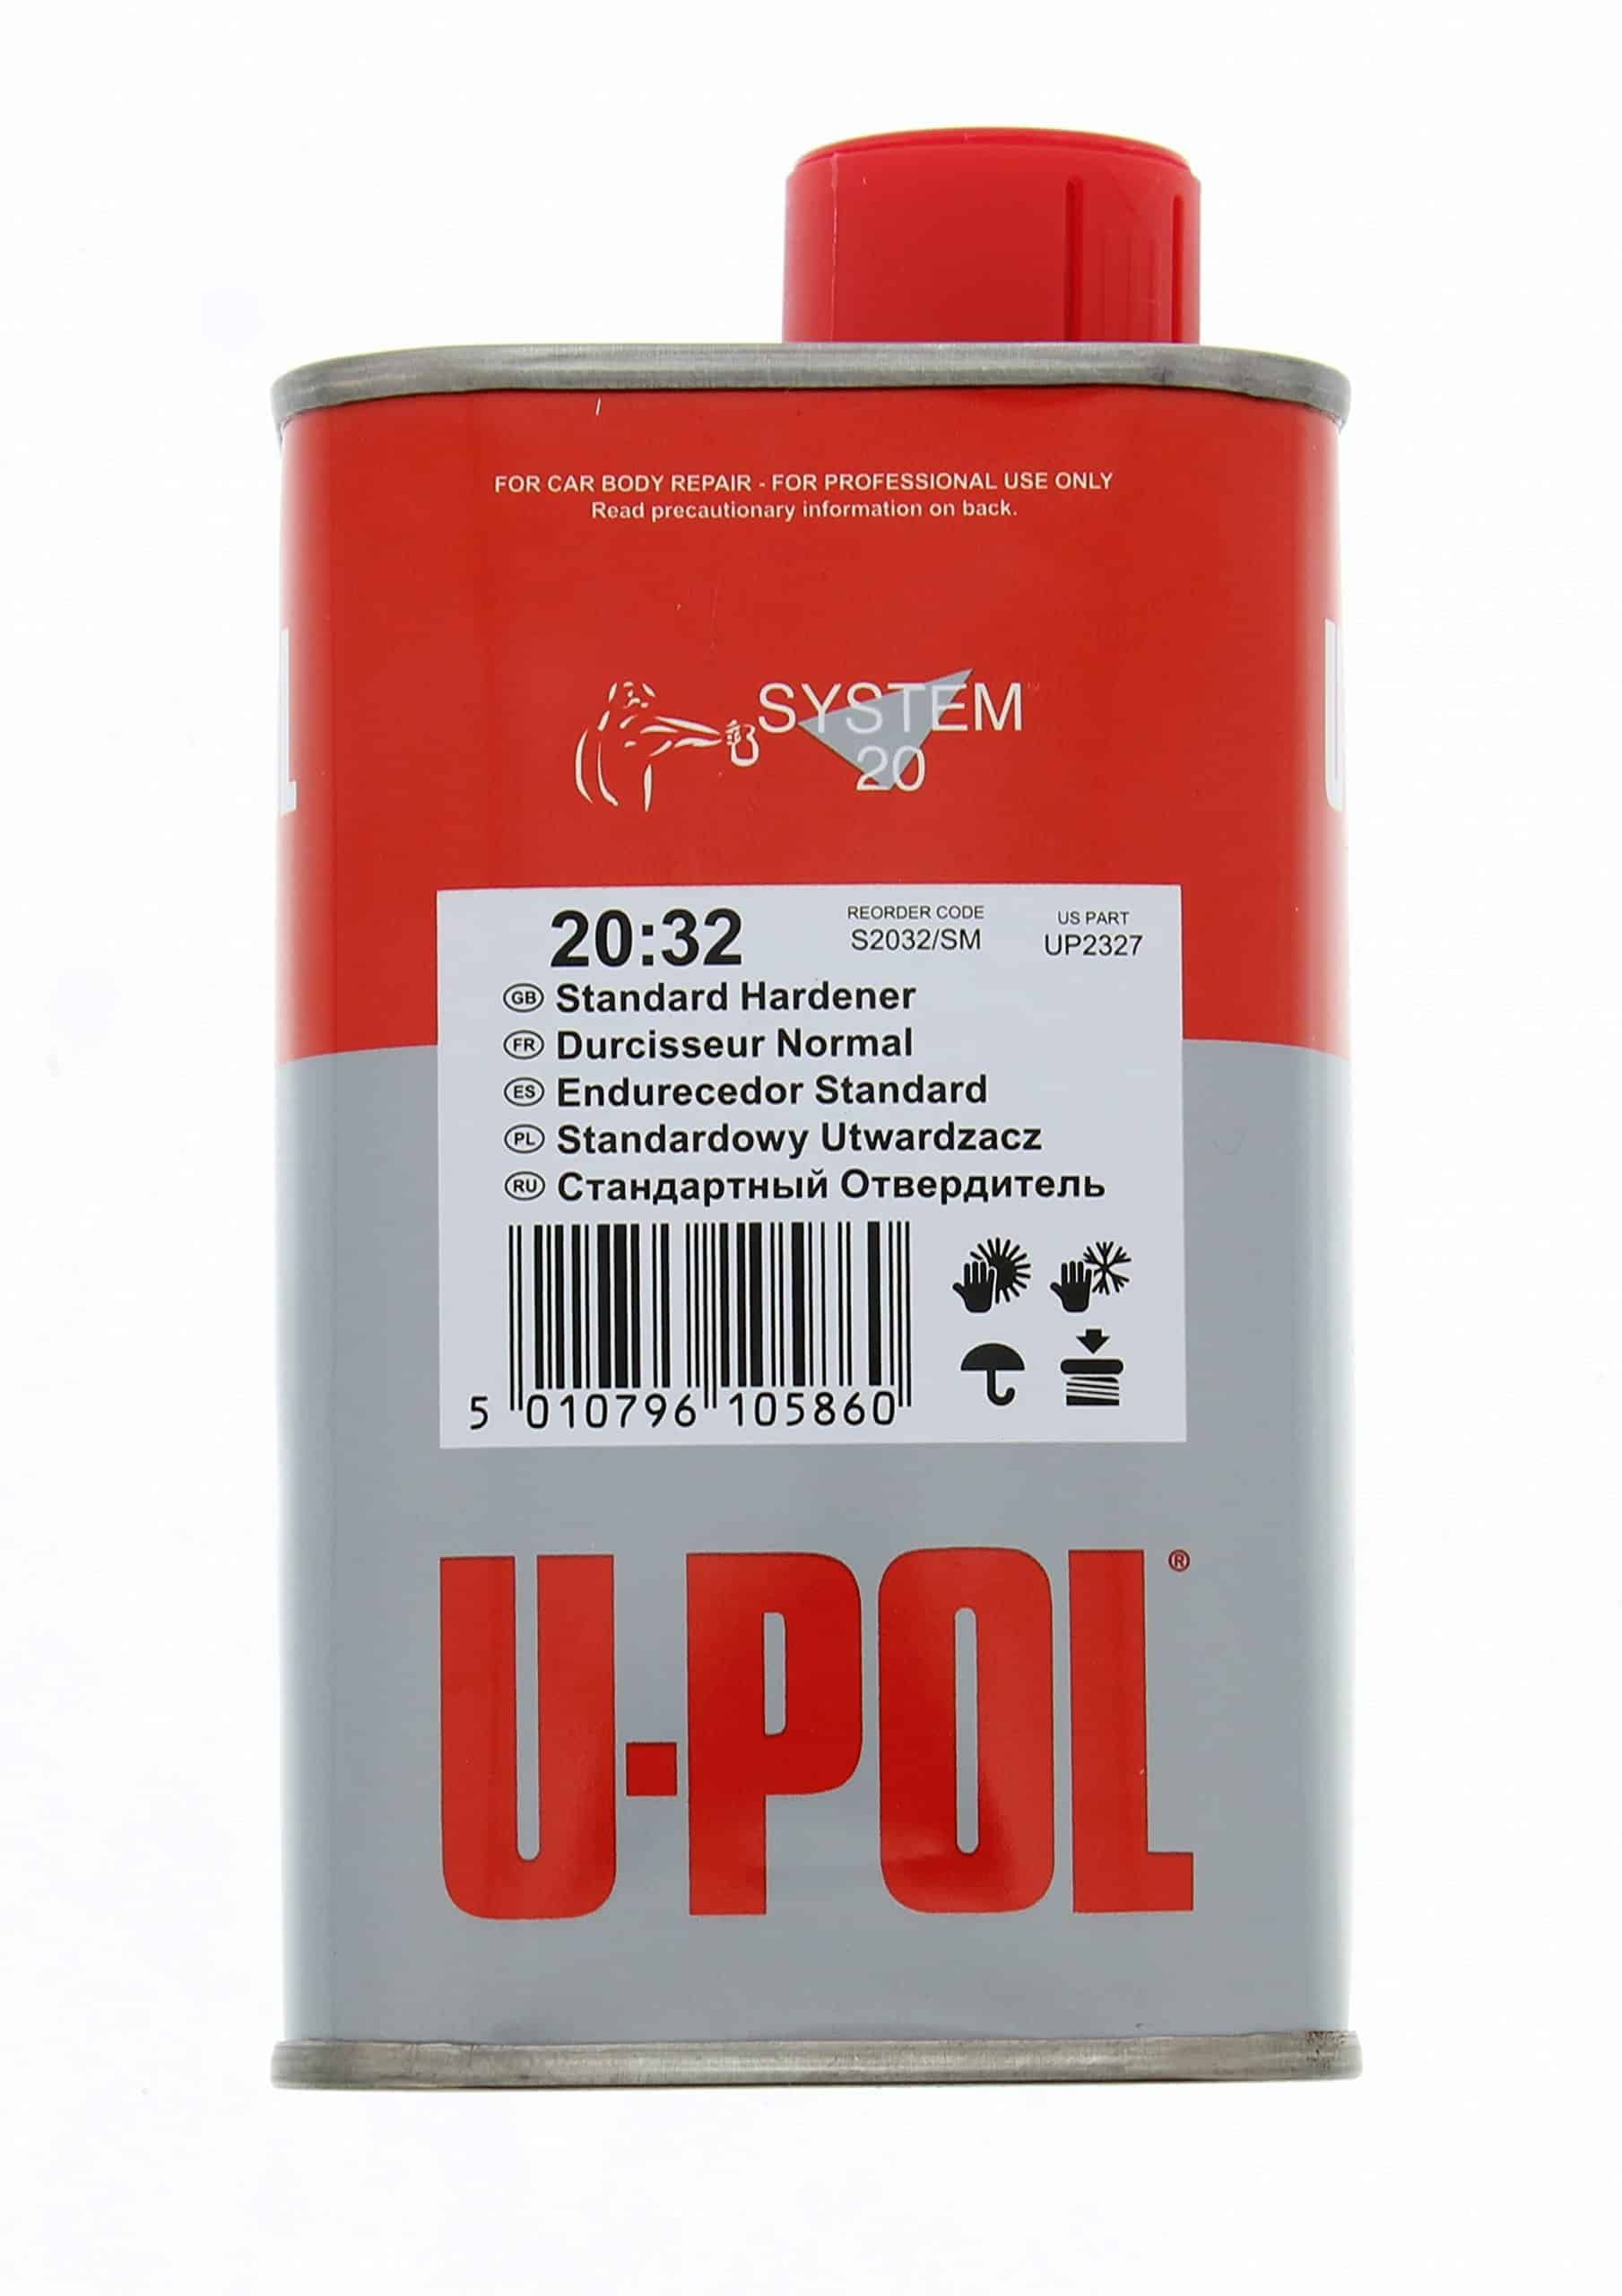 FOR CAR BODY REPAIR - FOR PROFESSIONAL USE ONLY
Read precautionary information on back.
SYSTEM
20
20:32
REORDER CODE
S2032/SM
US PART
UP2327
GB Standard Hardener
FR Durcisseur Normal
ES Endurecedor Standard
PL Standardowy Utwardzacz
RU Стандартный Отвердитель
5 010796 105860
U-POL®